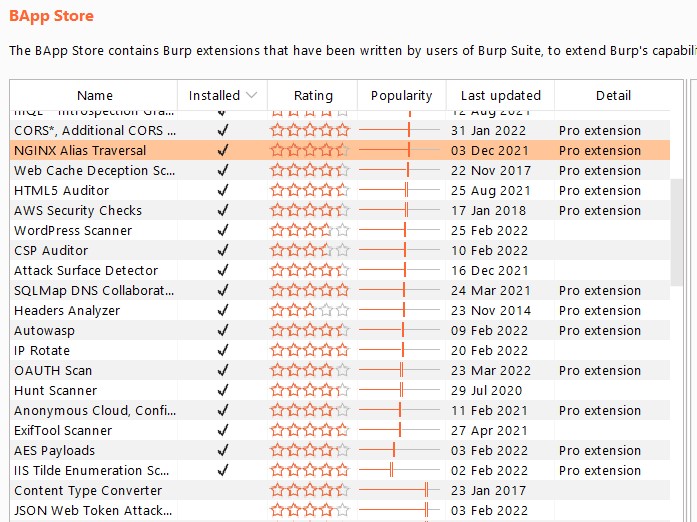 BApp Store
The BApp Store contains Burp extensions that have been written by users of Burp Suite, to extend Burp's
Name Installed Rating Popularity Last updated Detail
InQL - Introspection Gra... 12 Aug 2021
CORS*, Additional CORS ... 31 Jan 2022 Pro extension
NGINX Alias Traversal 03 Dec 2021 Pro extension
Web Cache Deception Sc... 22 Nov 2017 Pro extension
HTML5 Auditor 25 Aug 2021 Pro extension
AWS Security Checks 17 Jan 2018 Pro extension
WordPress Scanner 25 Feb 2022
CSP Auditor 10 Feb 2022
Attack Surface Detector 16 Dec 2021
SQLMap DNS Collaborat... 24 Mar 2021 Pro extension
Headers Analyzer 23 Nov 2014 Pro extension
Autowasp 09 Feb 2022 Pro extension
IP Rotate 20 Feb 2022
OAUTH Scan 23 Mar 2022 Pro extension
Hunt Scanner 29 Jul 2020
Anonymous Cloud, Confi... 11 Feb 2021 Pro extension
ExifTool Scanner 27 Apr 2021
AES Payloads 03 Feb 2022 Pro extension
IIS Tilde Enumeration Sc... 02 Feb 2022 Pro extension
Content Type Converter 23 Jan 2017
JSON Web Token Attack... 03 Feb 2022